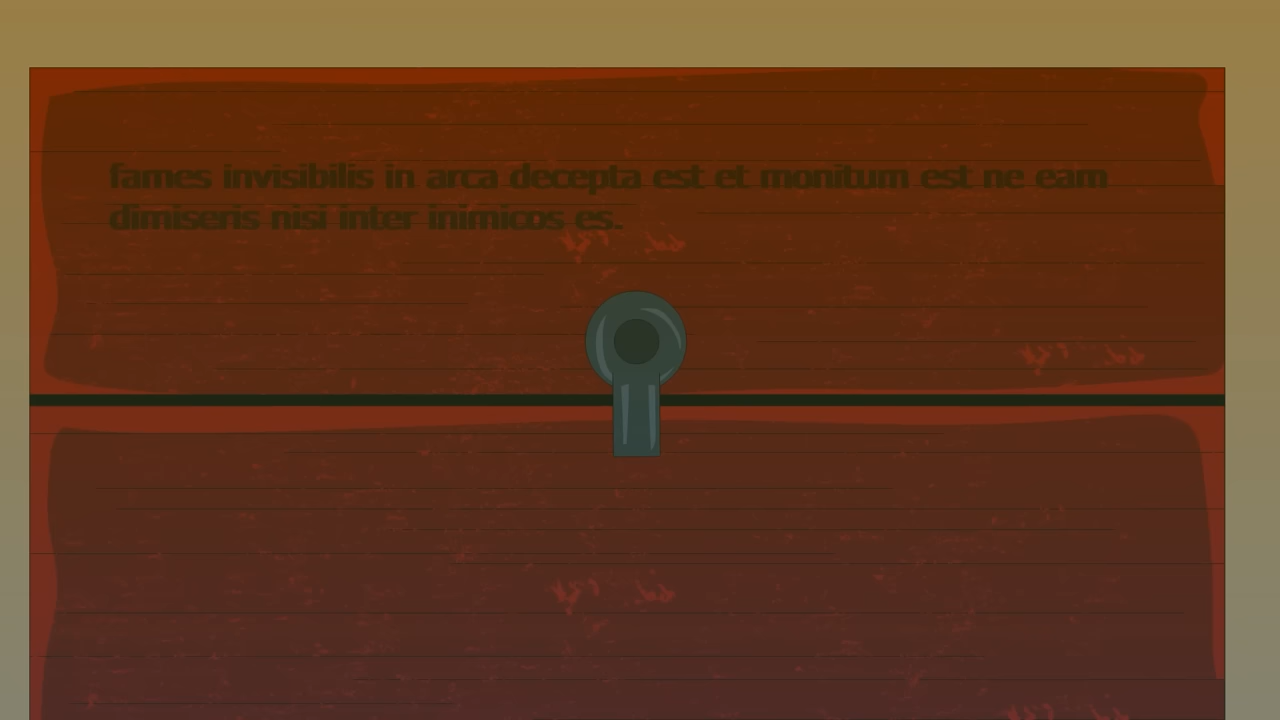 fames invisibilis in arca decepta est et monitum est ne eam
dimiseris nisi inter inimicos es.